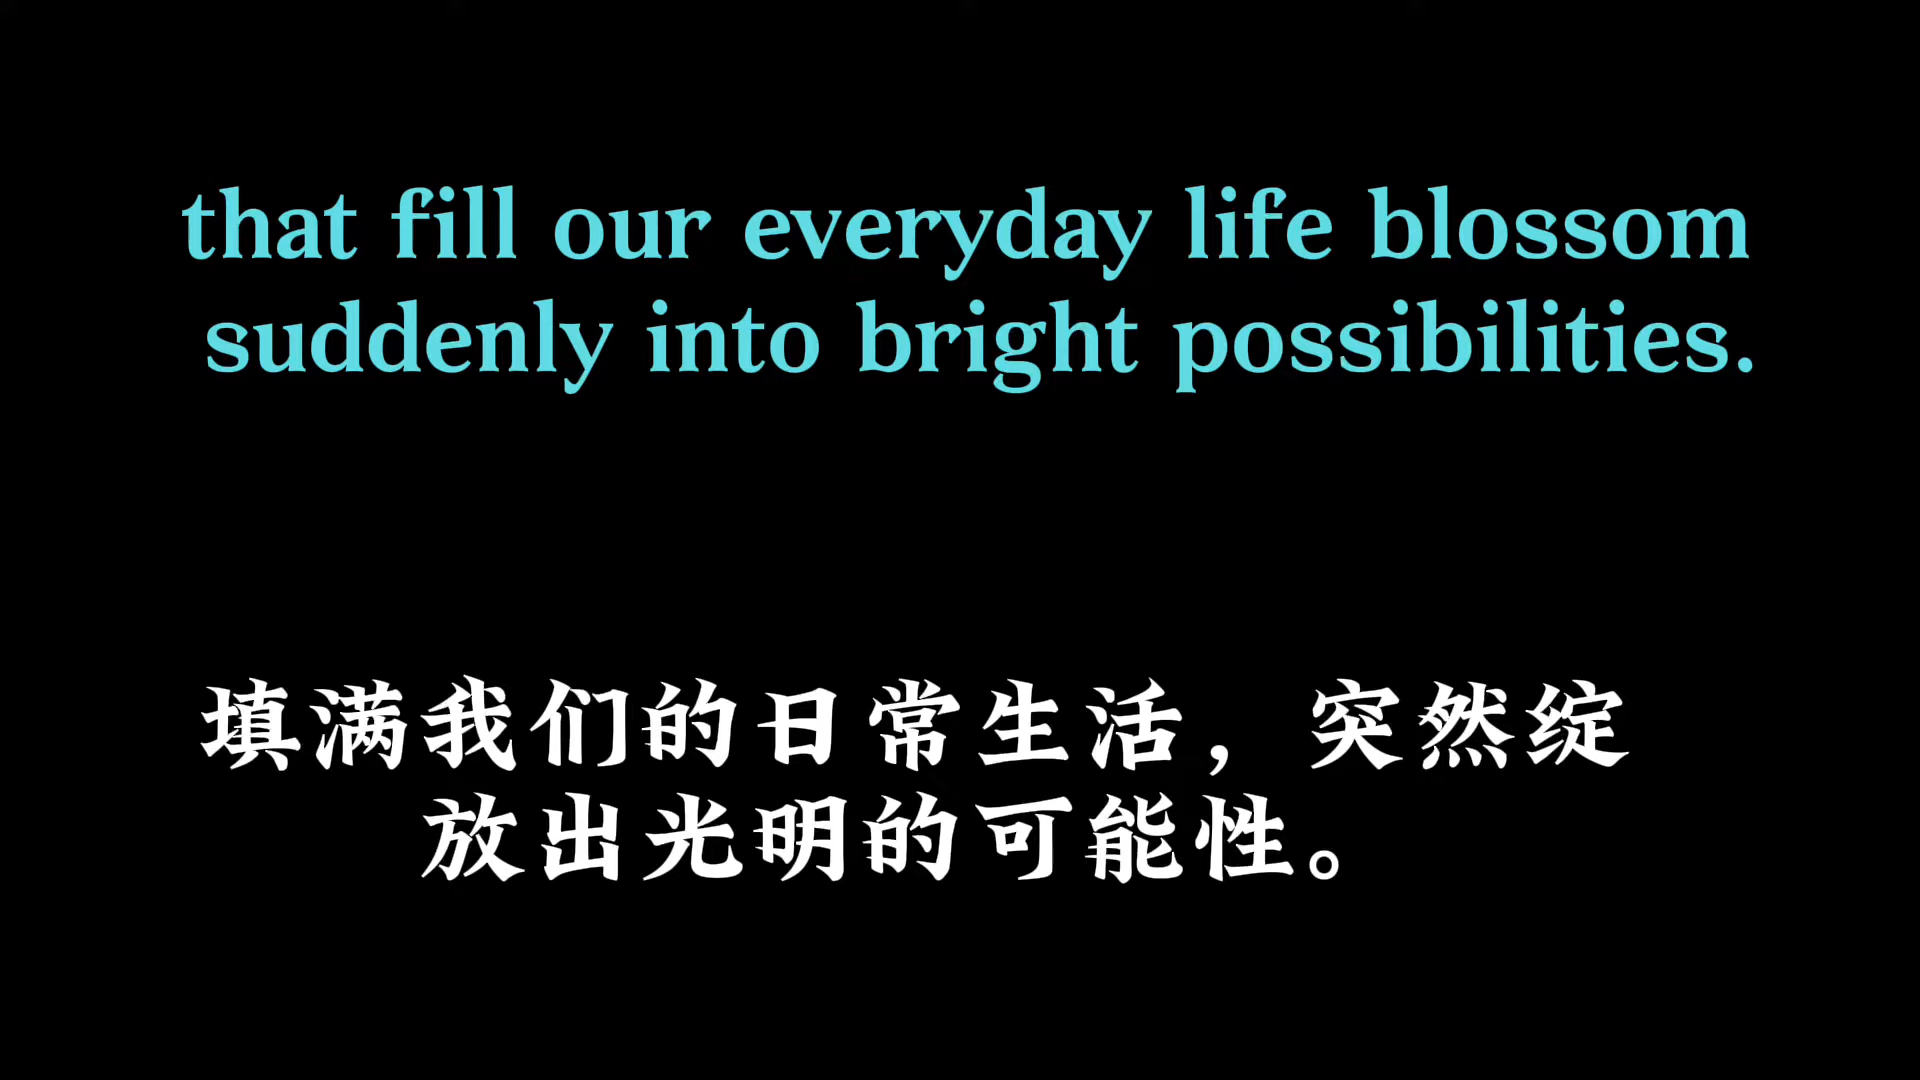 that fill our everyday life blossom
suddenly into bright possibilities.
填满我们的日常生活，突然绽
放出光明的可能性。